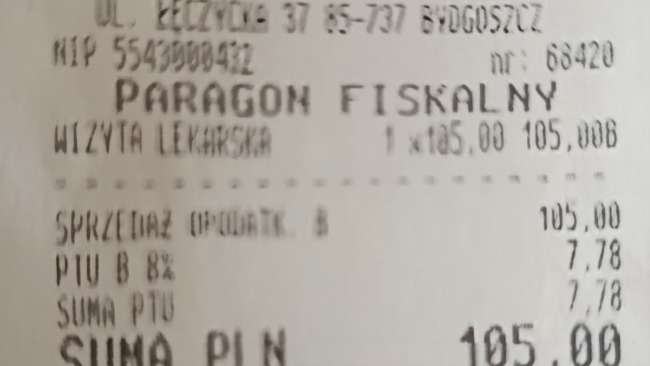 UL. ŁĘCZYCKA 37 85-737 BYDGOSZCZ
NIP 5543000432 nr: 68420
PARAGON FISKALNY
WIZYTA LEKARSKA 1 x105,00 105,00B
SPRZEDAŻ OPODATK. B 105,00
PTU B 8% 7,78
SUMA PTU 7,78
SUMA PLN 105,00